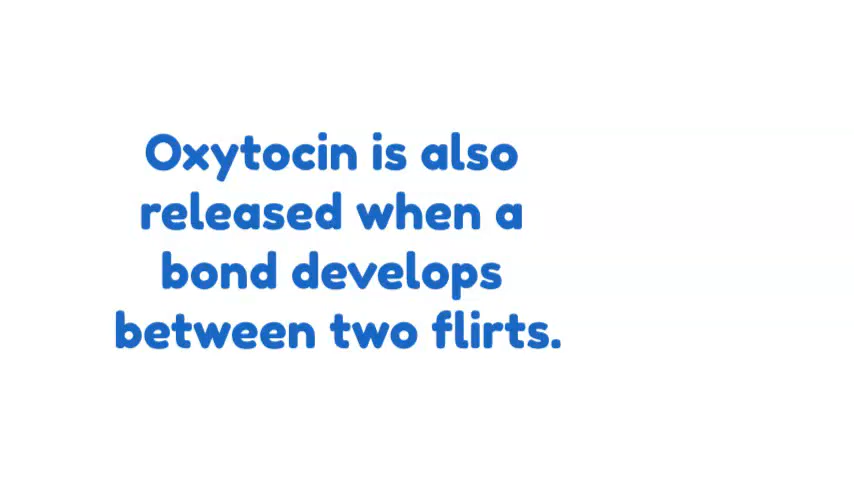 Oxytocin is also
released when a
bond develops
between two flirts.